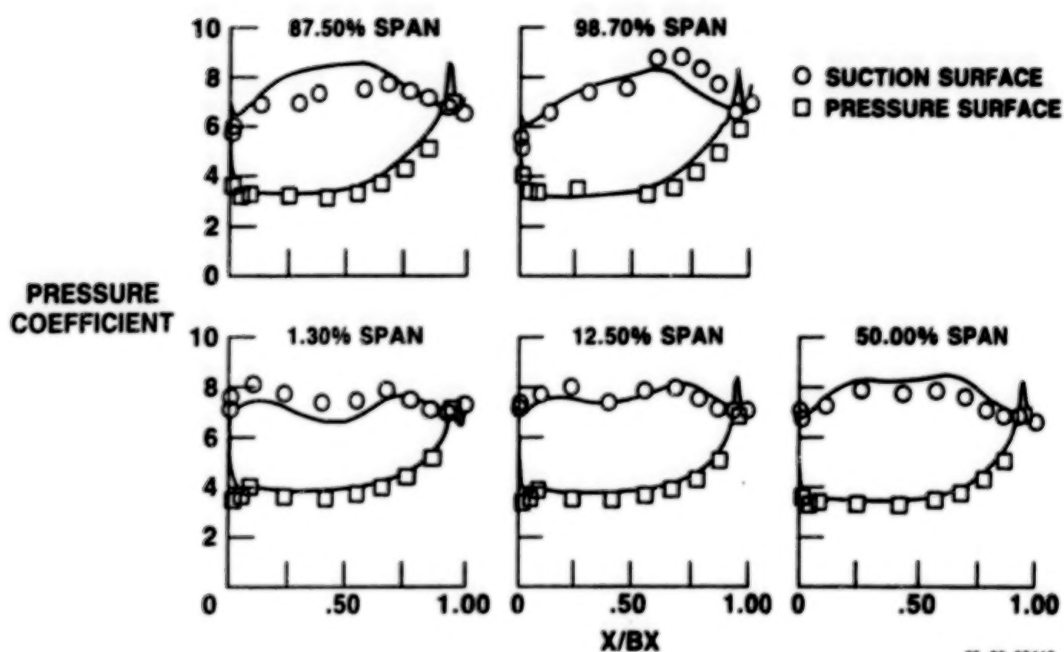 87.50% SPAN
98.70% SPAN
10
8
6
4
2
0
○ SUCTION SURFACE
□ PRESSURE SURFACE
PRESSURE
COEFFICIENT
1.30% SPAN
12.50% SPAN
50.00% SPAN
10
8
6
4
2
0 .50 1.00
0 .50 1.00
0 .50 1.00
X/BX